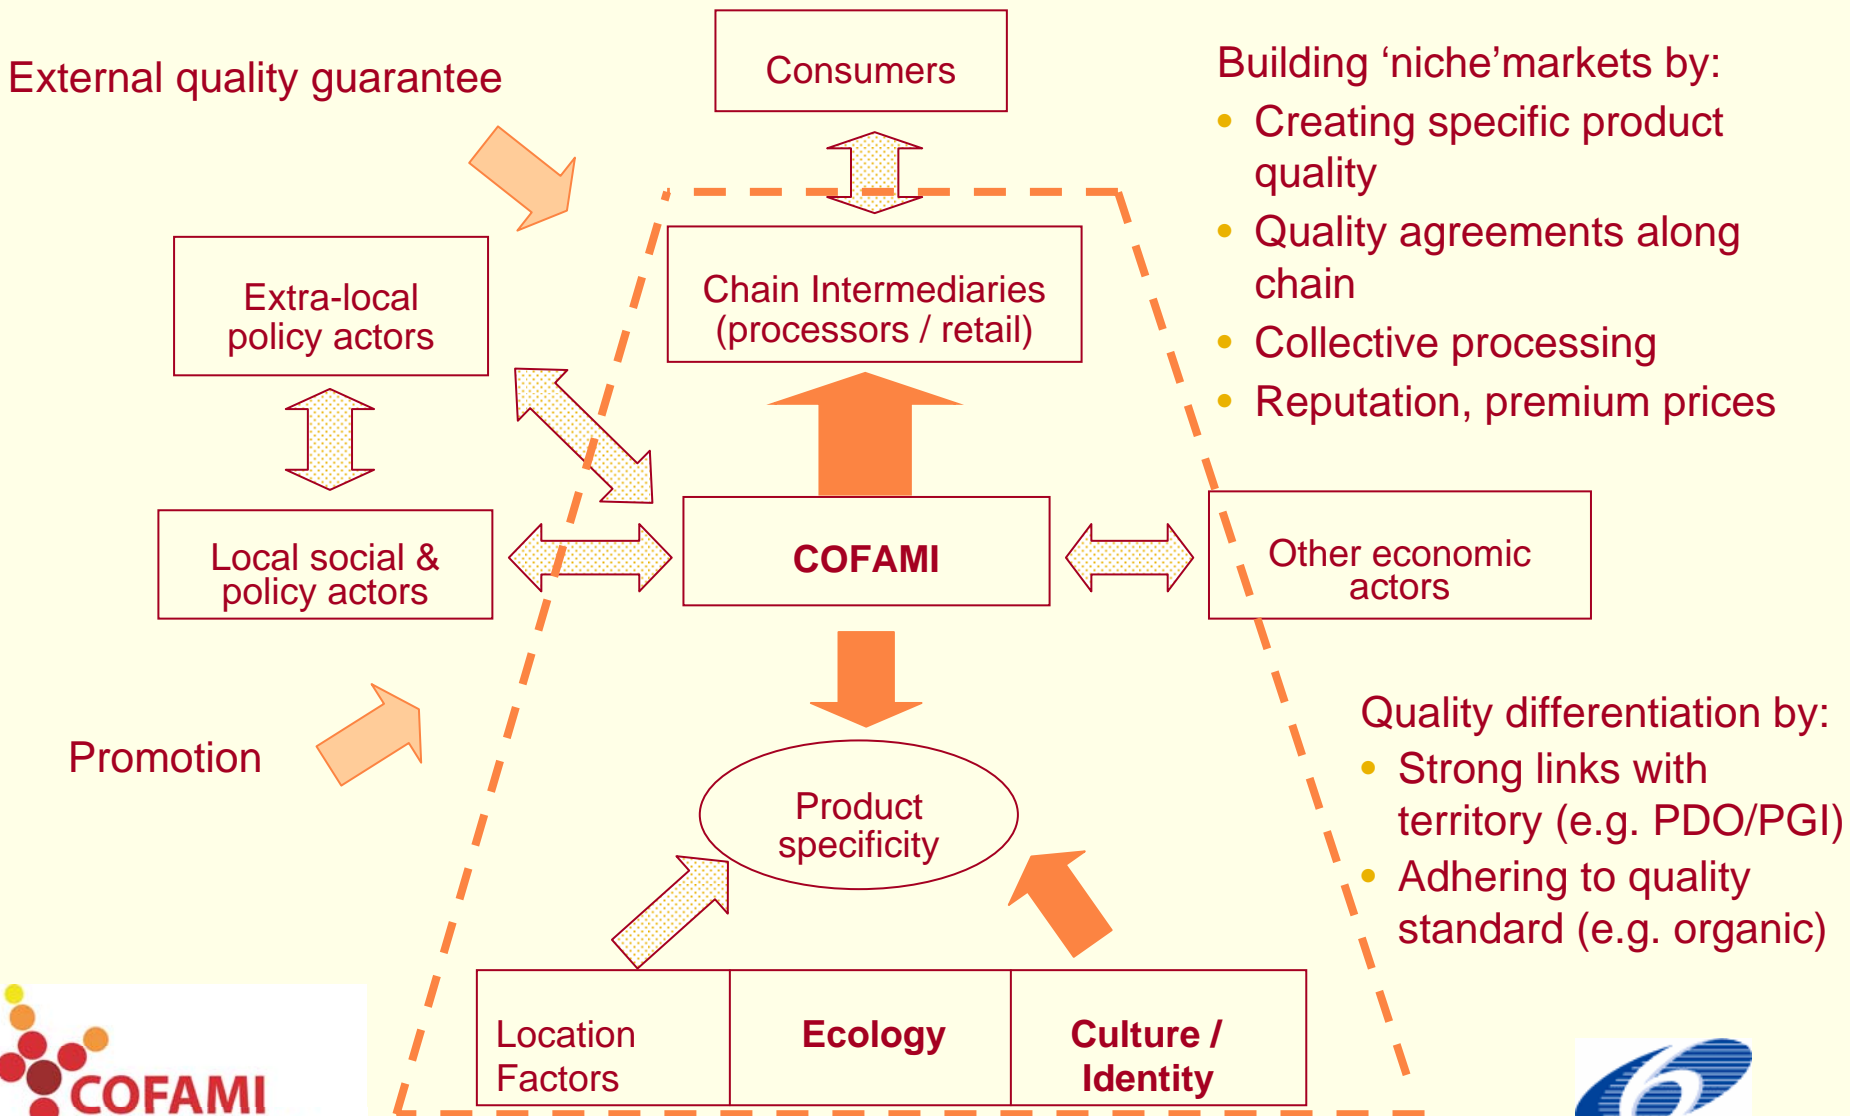 External quality guarantee
Consumers
Building ‘niche’markets by:
• Creating specific product
quality
• Quality agreements along
chain
• Collective processing
• Reputation, premium prices
Extra-local
policy actors
Chain Intermediaries
(processors / retail)
Local social &
policy actors
COFAMI
Other economic
actors
Promotion
Product
specificity
Quality differentiation by:
• Strong links with
territory (e.g. PDO/PGI)
• Adhering to quality
standard (e.g. organic)
Location
Factors
Ecology
Culture /
Identity
COFAMI
6